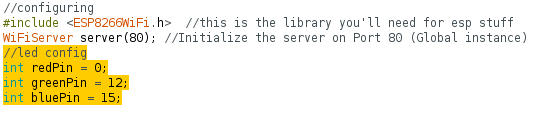 //configuring
#include <ESP8266WiFi.h>  //this is the library you'll need for esp stuff
WiFiServer server(80); //Initialize the server on Port 80 (Global instance)
//led config
int redPin = 0;
int greenPin = 12;
int bluePin = 15;